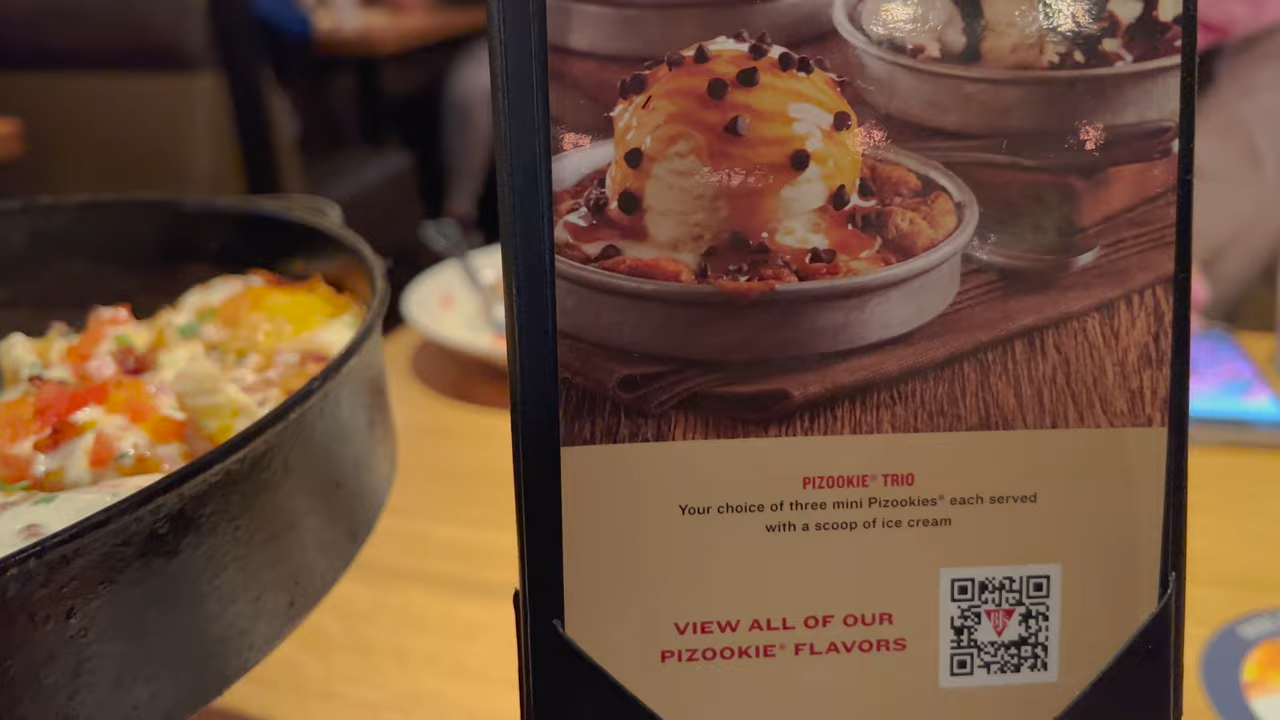 PIZOOKIE® TRIO
Your choice of three mini Pizookies® each served
with a scoop of ice cream
VIEW ALL OF OUR
PIZOOKIE® FLAVORS
BJ's